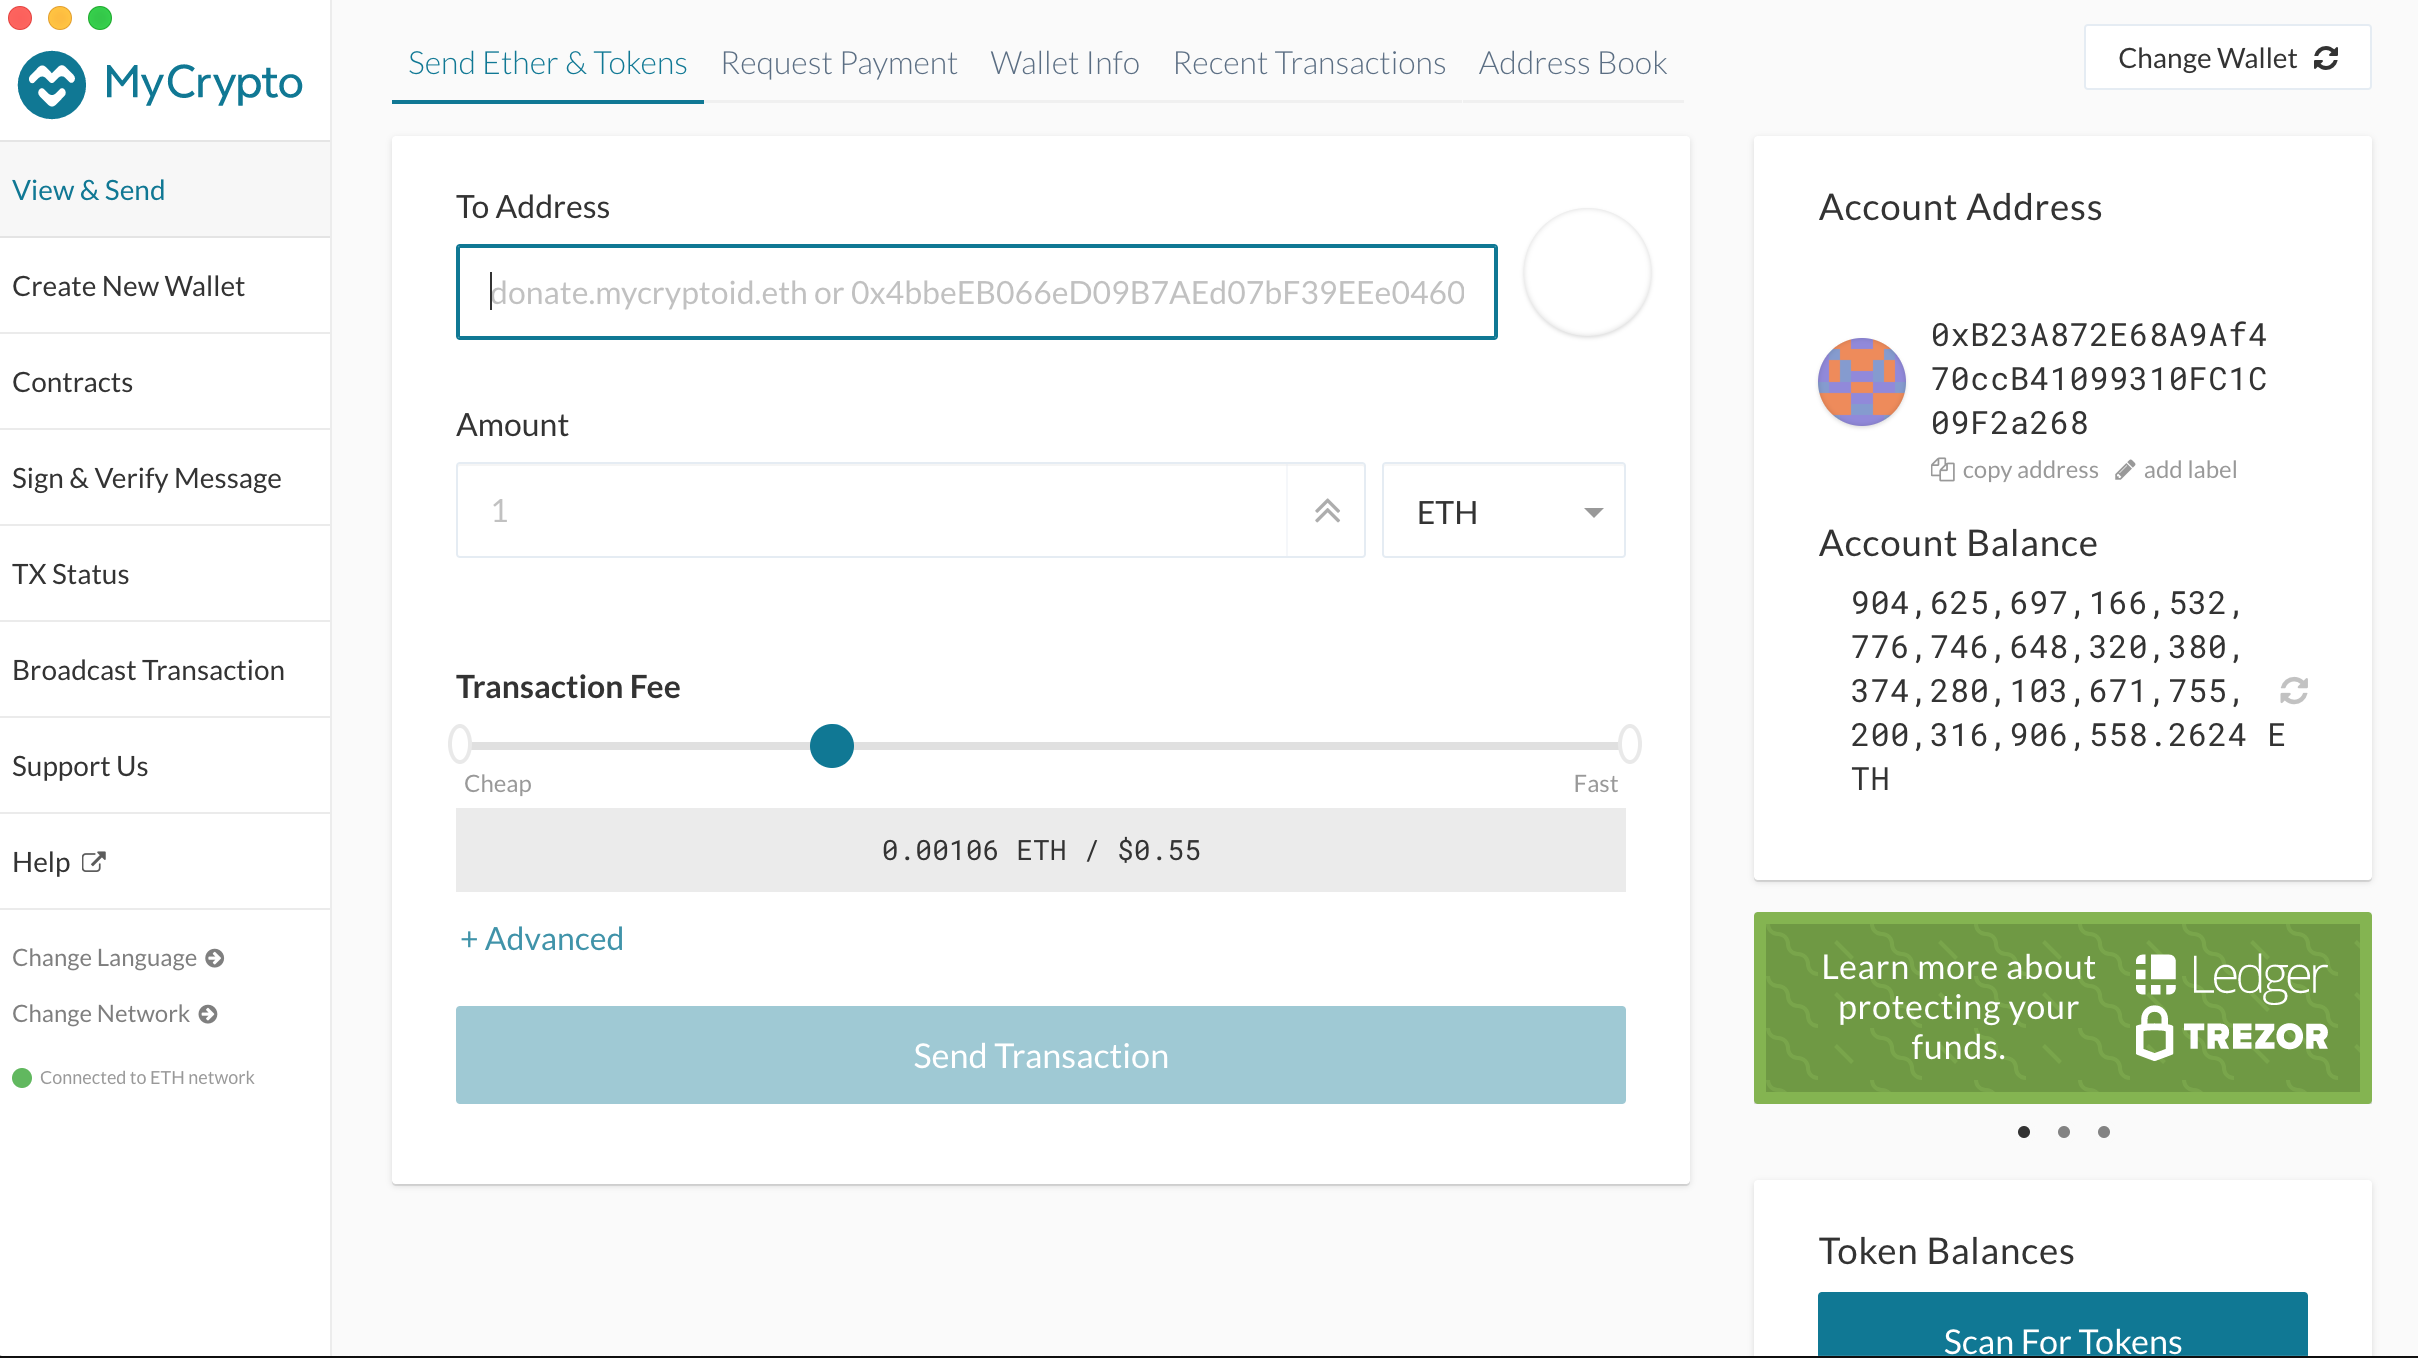 MyCrypto
View & Send
Create New Wallet
Contracts
Sign & Verify Message
TX Status
Broadcast Transaction
Support Us
Help
Change Language
Change Network
Connected to ETH network
Send Ether & Tokens
Request Payment
Wallet Info
Recent Transactions
Address Book
Change Wallet
To Address
donate.mycryptoid.eth or 0x4bbeEB066eD09B7AEd07bF39EEe0460
Amount
1
ETH
Transaction Fee
Cheap
Fast
0.00106 ETH / $0.55
+ Advanced
Send Transaction
Account Address
0xB23A872E68A9Af4
70ccB41099310FC1C
09F2a268
copy address
add label
Account Balance
904,625,697,166,532,
776,746,648,320,380,
374,280,103,671,755,
200,316,906,558.2624 E
TH
Learn more about
protecting your
funds.
Ledger
TREZOR
Token Balances
Scan For Tokens